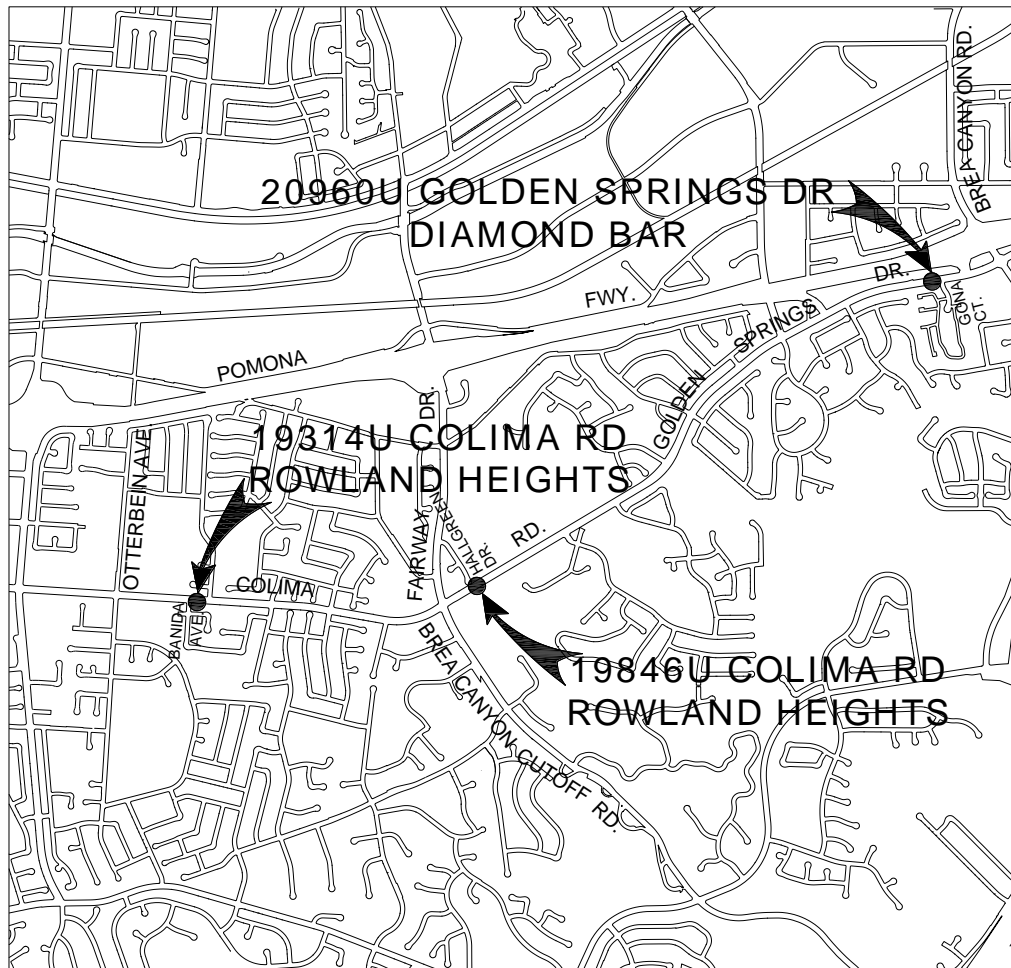 BREA CANYON RD.
20960U GOLDEN SPRINGS DR
DIAMOND BAR
DR.
GONA
CT.
FWY.
SPRINGS
POMONA
GOLDEN
DR.
19314U COLIMA RD
ROWLAND HEIGHTS
OTTERBEIN AVE.
HALLGREEN
DR.
RD.
FAIRWAY
COLIMA
BANIDA
AVE
BREA CANYON CUTOFF RD.
19846U COLIMA RD
ROWLAND HEIGHTS